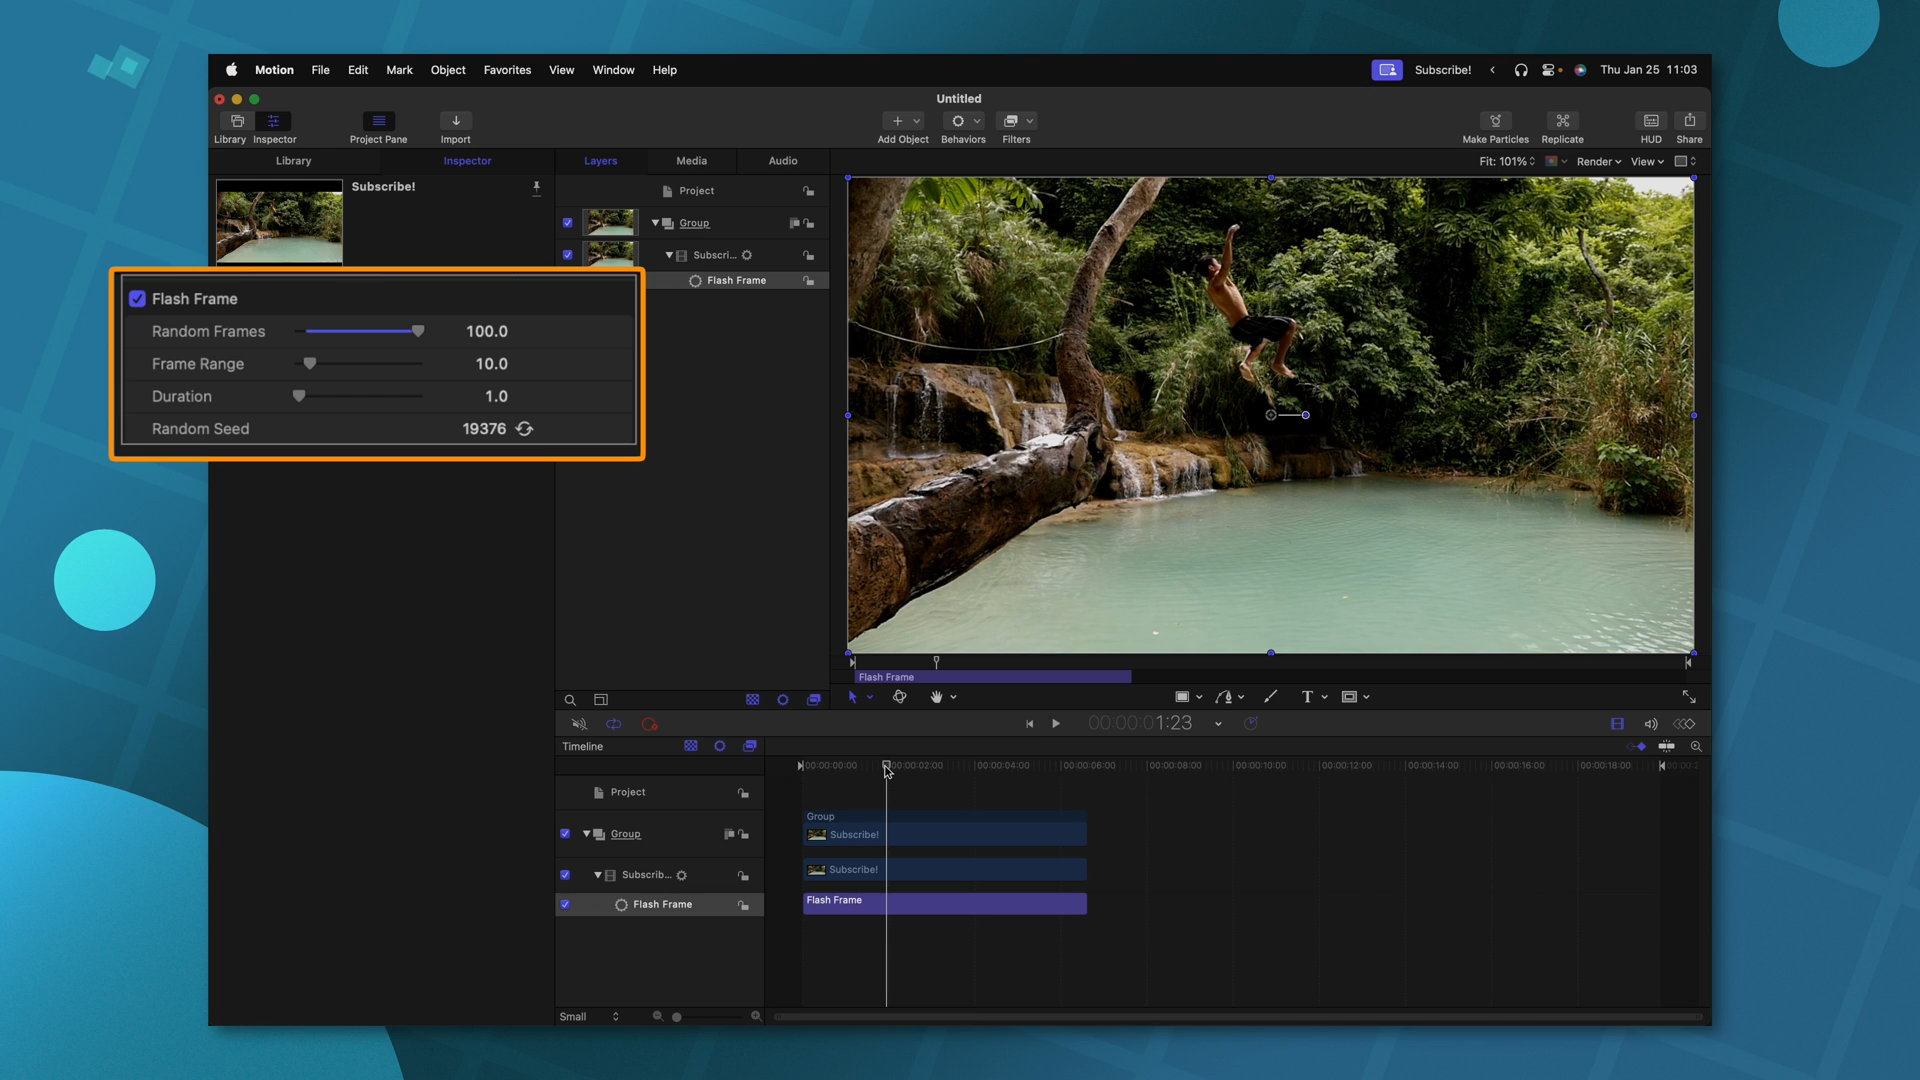 Motion File Edit Mark Object Favorites View Window Help
Subscribe! Thu Jan 25 11:03
Untitled
Library Inspector Project Pane Import Add Object Behaviors Filters Make Particles Replicate HUD Share
Library Inspector Layers Media Audio Fit: 101% Render View
Subscribe!
Project
Group
Subscri...
Flash Frame
Flash Frame
Random Frames 100.0
Frame Range 10.0
Duration 1.0
Random Seed 19376
Flash Frame
T
00:00:01:23
Timeline
00:00:00:00 00:00:02:00 00:00:04:00 00:00:06:00 00:00:08:00 00:00:10:00 00:00:12:00 00:00:14:00 00:00:16:00 00:00:18:00
Project
Group
Group
Subscribe!
Subscrib...
Subscribe!
Flash Frame
Flash Frame
Small